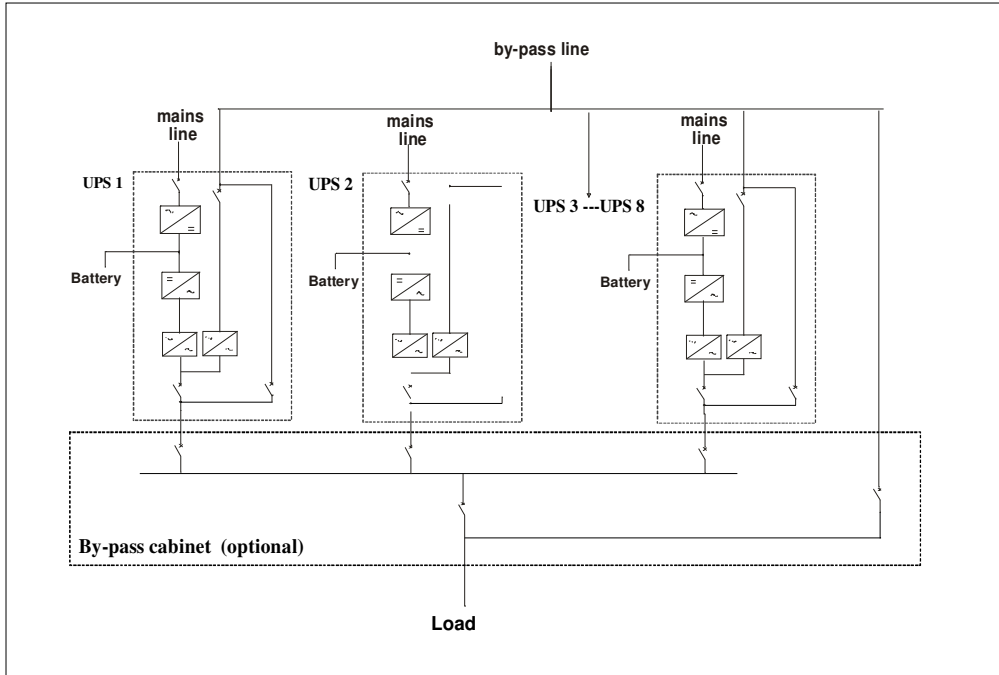 by-pass line
mains
line
mains
line
mains
line
UPS 1
UPS 2
UPS 3 ---UPS 8
Battery
Battery
Battery
By-pass cabinet (optional)
Load